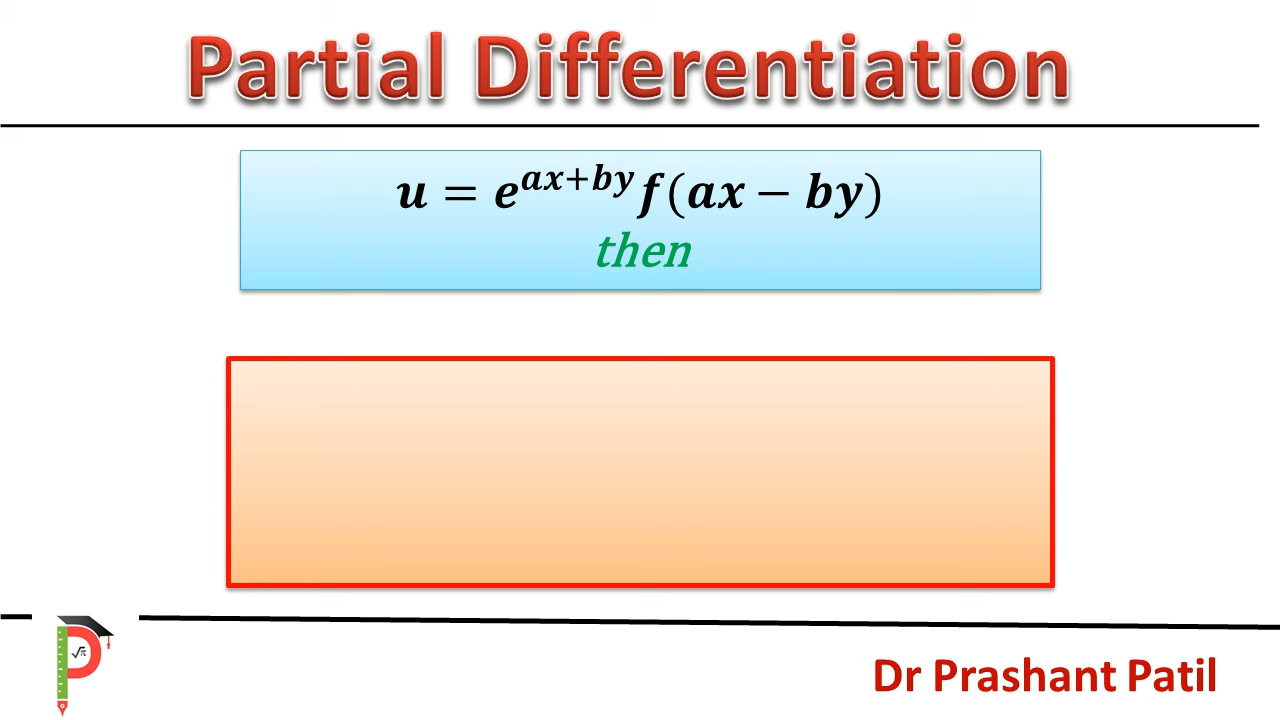 Partial Differentiation
𝒖 = 𝒆^{𝒂𝒙+𝒃𝒚}𝒇(𝒂𝒙 − 𝒃𝒚)
then
√π
Dr Prashant Patil